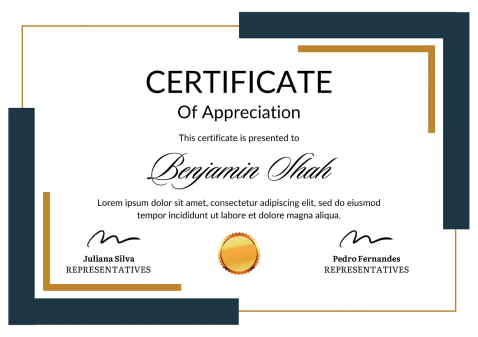 CERTIFICATE
Of Appreciation
This certificate is presented to
Benjamin Shah
Lorem ipsum dolor sit amet, consectetur adipiscing elit, sed do eiusmod
tempor incididunt ut labore et dolore magna aliqua.
Juliana Silva
REPRESENTATIVES
Pedro Fernandes
REPRESENTATIVES